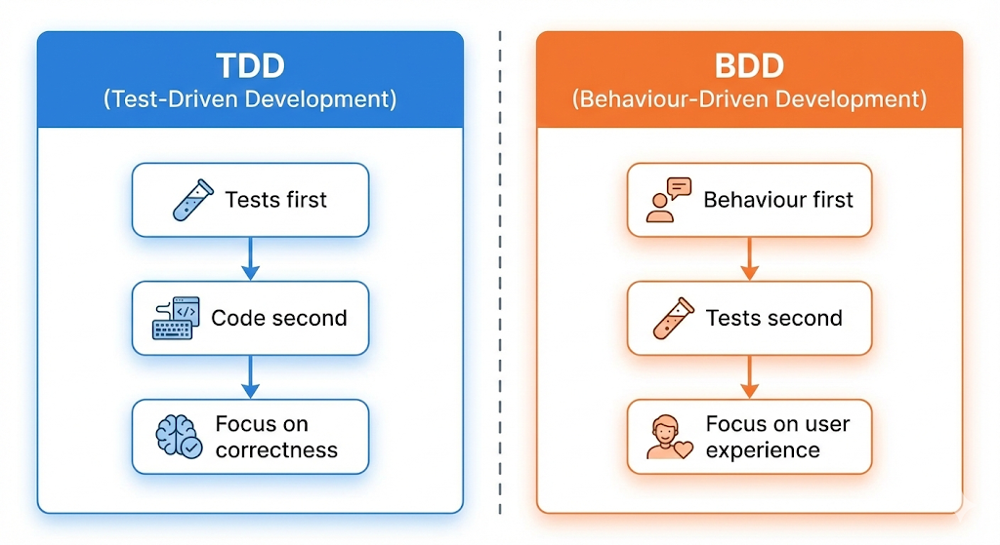 TDD
(Test-Driven Development)
Tests first
</>
Code second
Focus on
correctness
BDD
(Behaviour-Driven Development)
Behaviour first
Tests second
Focus on user
experience